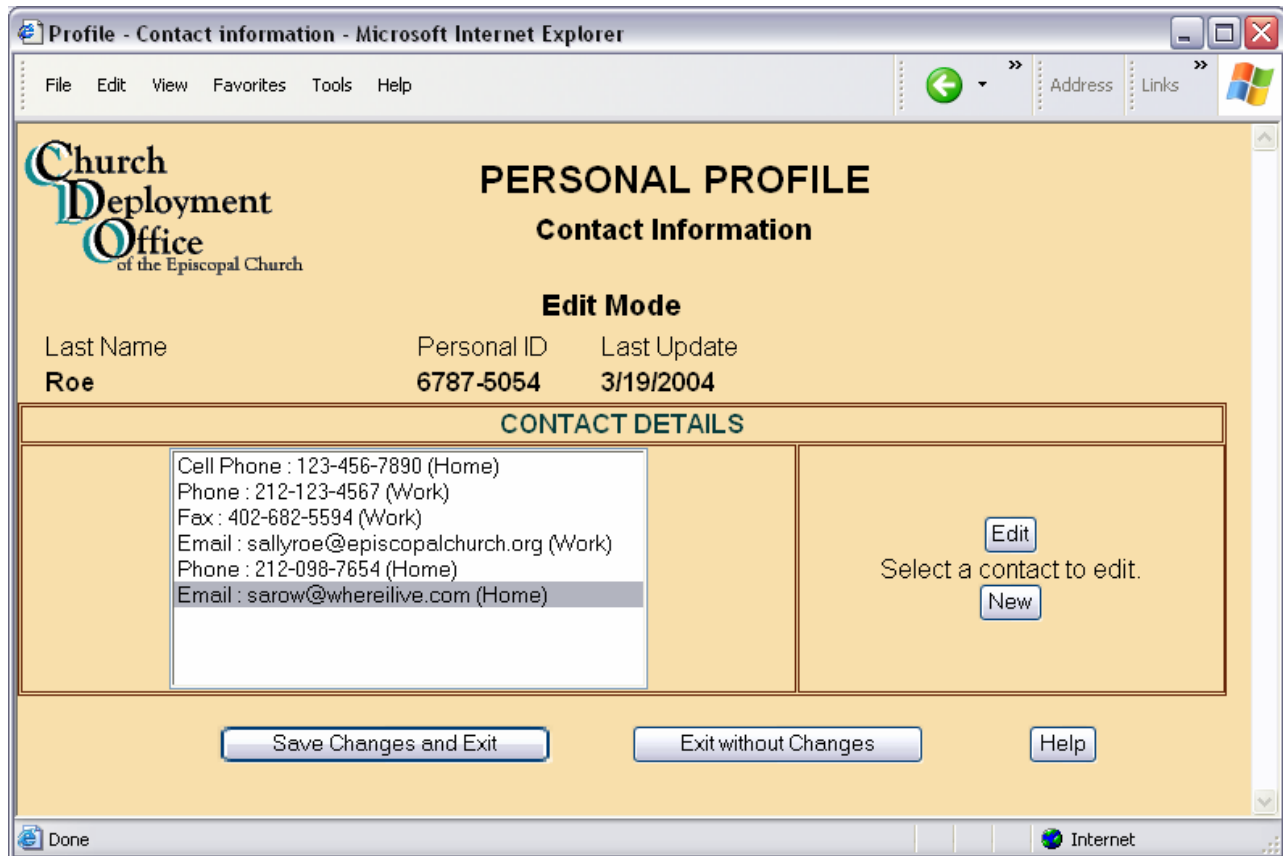 Profile - Contact information - Microsoft Internet Explorer
File Edit View Favorites Tools Help » Address Links »
Church
Deployment
Office
of the Episcopal Church
PERSONAL PROFILE
Contact Information
Edit Mode
Last Name Personal ID Last Update
Roe 6787-5054 3/19/2004
CONTACT DETAILS
Cell Phone : 123-456-7890 (Home)
Phone : 212-123-4567 (Work)
Fax : 402-682-5594 (Work)
Email : sallyroe@episcopalchurch.org (Work)
Phone : 212-098-7654 (Home)
Email : sarow@whereilive.com (Home)
Edit
Select a contact to edit.
New
Save Changes and Exit Exit without Changes Help
Done Internet